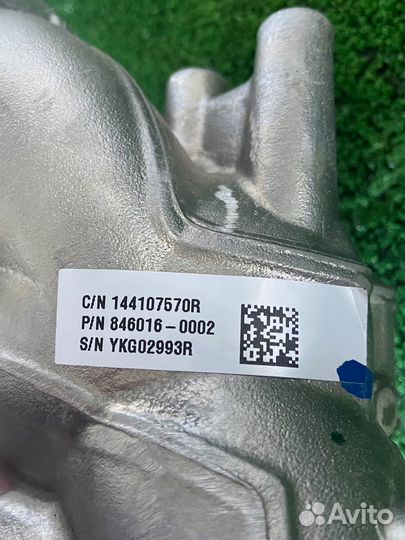 C/N 144107570R
P/N 846016-0002
S/N YKG02993R
Avito